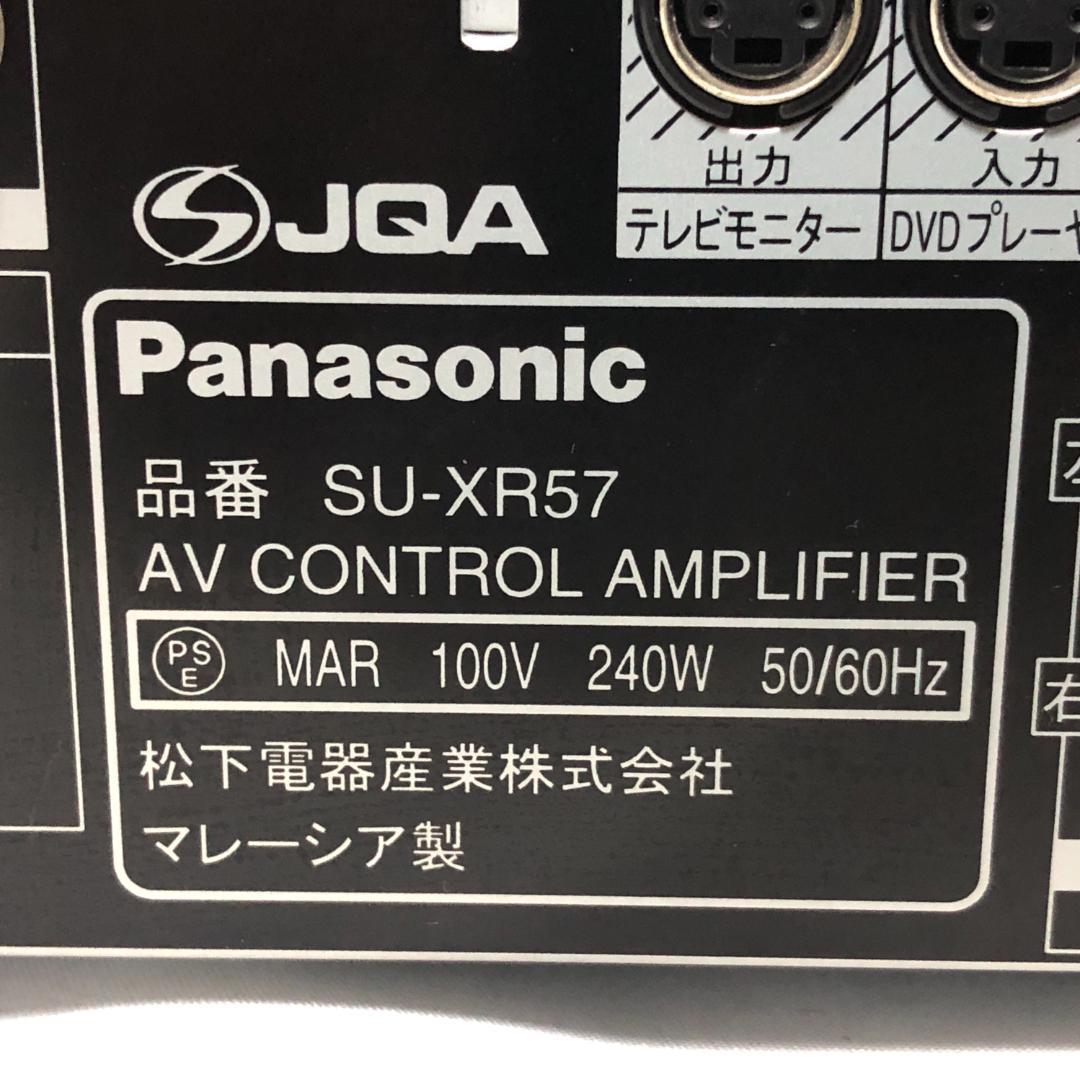 出力 入力
テレビモニター DVDプレーヤ
JQA
Panasonic
品番 SU-XR57
AV CONTROL AMPLIFIER
PSE MAR 100V 240W 50/60Hz
松下電器産業株式会社
マレーシア製
右